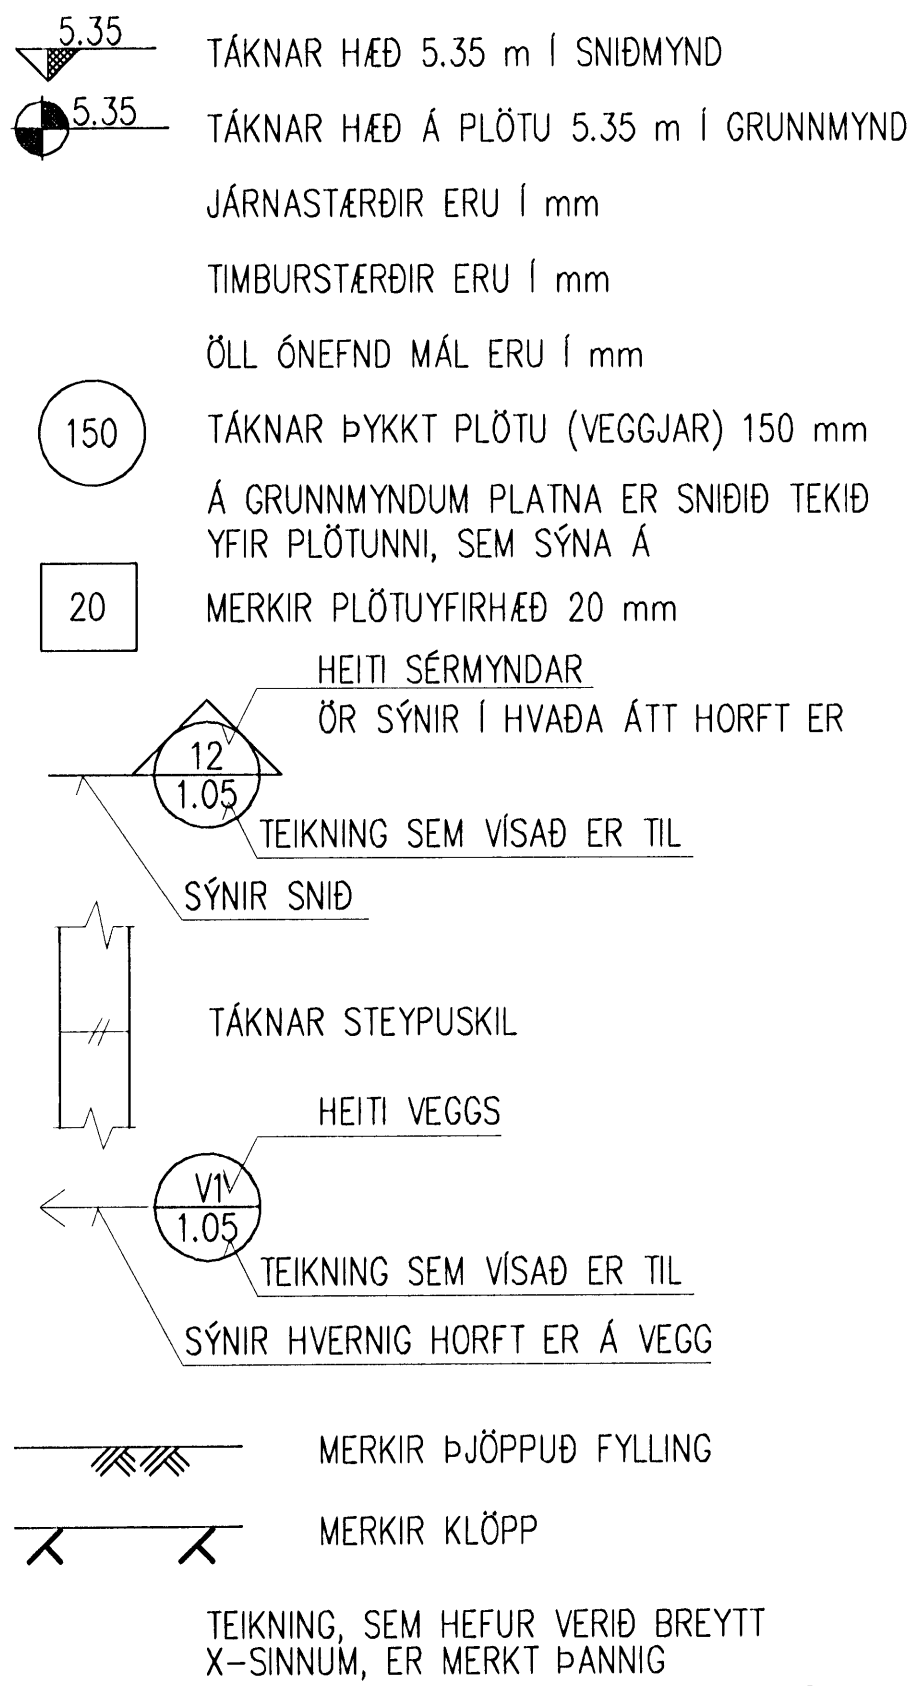 5.35 TÁKNAR HÆÐ 5.35 m Í SNIÐMYND
5.35 TÁKNAR HÆÐ Á PLÖTU 5.35 m Í GRUNNMYND
JÁRNASTÆRÐIR ERU Í mm
TIMBURSTÆRÐIR ERU Í mm
ÖLL ÓNEFND MÁL ERU Í mm
150 TÁKNAR ÞYKKT PLÖTU (VEGGJAR) 150 mm
Á GRUNNMYNDUM PLATNA ER SNIÐIÐ TEKIÐ
YFIR PLÖTUNNI, SEM SÝNA Á
20 MERKIR PLÖTUYFIRHÆÐ 20 mm
HEITI SÉRMYNDAR
ÖR SÝNIR Í HVAÐA ÁTT HORFT ER
12
1.05
TEIKNING SEM VÍSAÐ ER TIL
SÝNIR SNIÐ
TÁKNAR STEYPUSKIL
HEITI VEGGS
V1
1.05
TEIKNING SEM VÍSAÐ ER TIL
SÝNIR HVERNIG HORFT ER Á VEGG
MERKIR ÞJÖPPUÐ FYLLING
MERKIR KLÖPP
TEIKNING, SEM HEFUR VERIÐ BREYTT
X-SINNUM, ER MERKT ÞANNIG